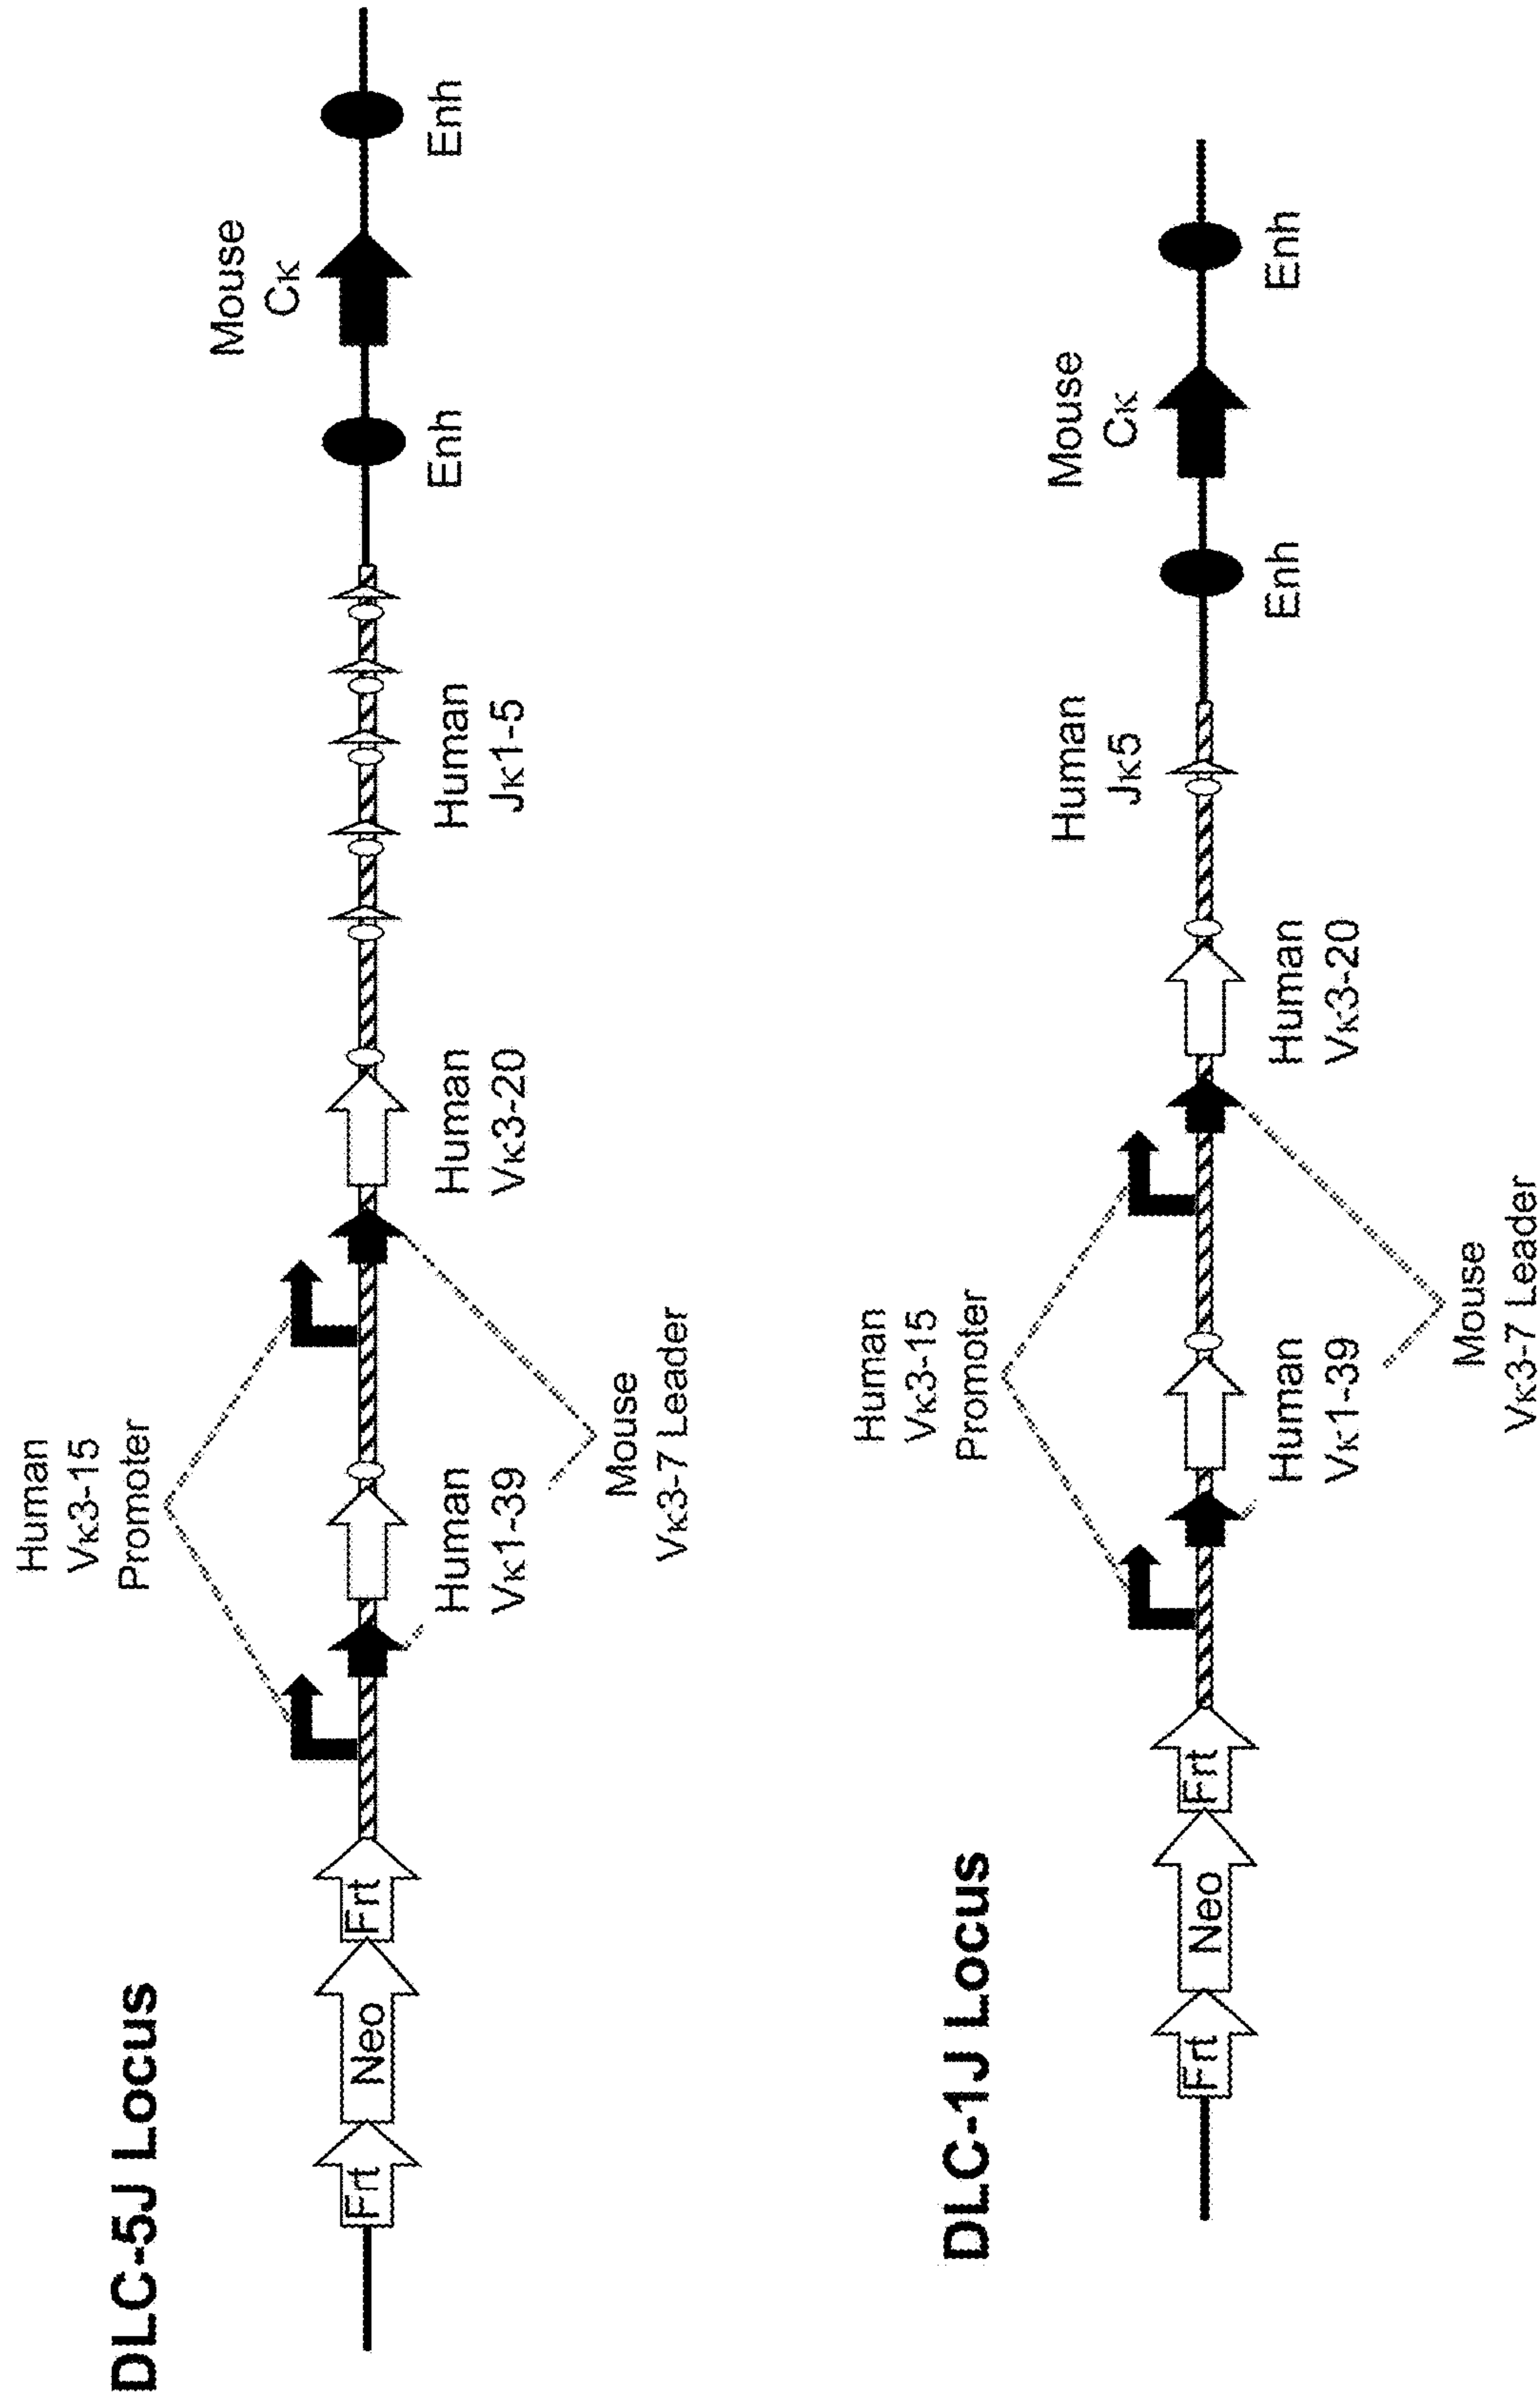 DLC-5J Locus
Human
Vκ3-15
Promoter
Mouse
Cκ
Frt
Neo
Frt
Human
Vκ1-39
Human
Vκ3-20
Human
Jκ1-5
Enh
Enh
Mouse
Vκ3-7 Leader
DLC-1J Locus
Human
Vκ3-15
Promoter
Human
Jκ5
Mouse
Cκ
Frt
Neo
Frt
Human
Vκ1-39
Human
Vκ3-20
Enh
Enh
Mouse
Vκ3-7 Leader